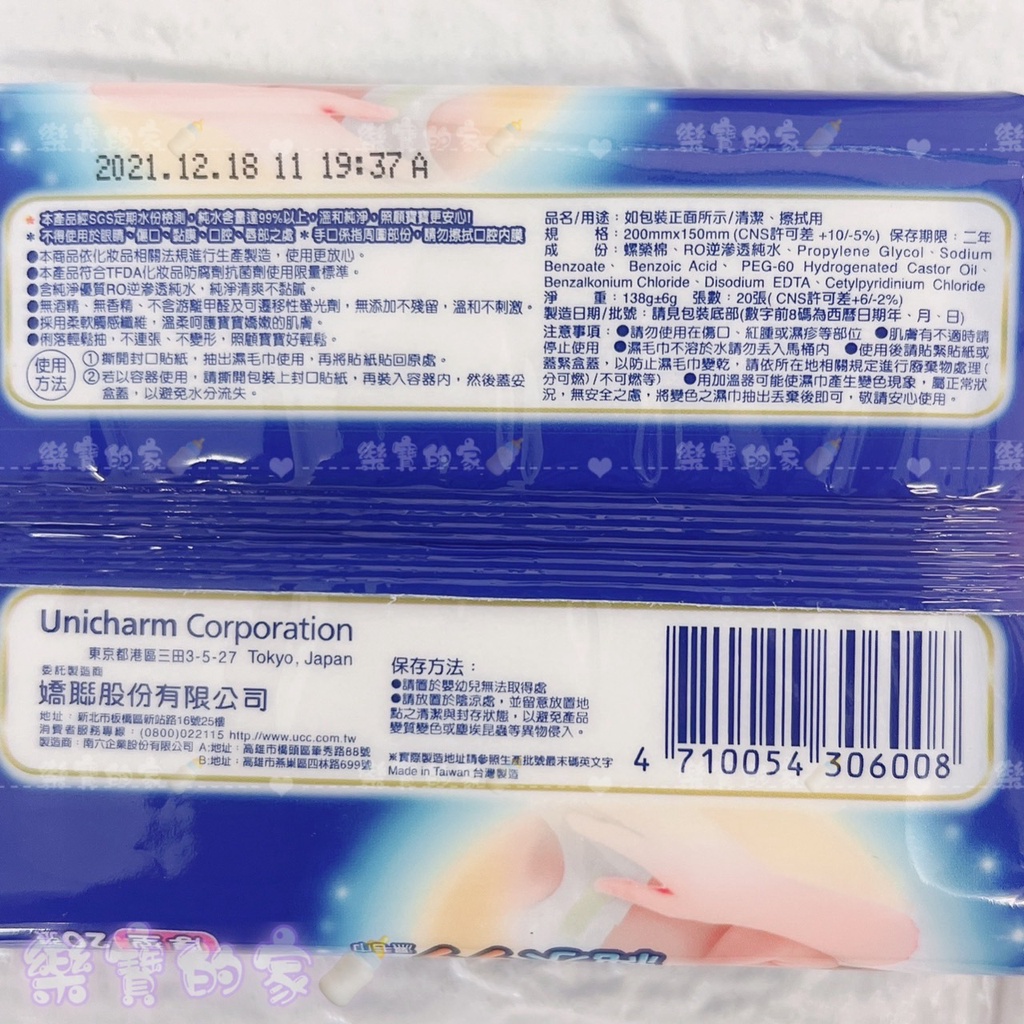 2021.12.18 11 19:37 A
*本產品經SGS定期水份檢測,純水含量達99%以上,溫和純淨,照顧寶寶更安心!
*不得使用於眼睛、傷口、黏膜、口腔、唇部之處 *手口係指周圍部份,請勿擦拭口腔內膜
●本商品依化妝品相關法規進行生產製造,使用更放心。
●本產品符合TFDA化妝品防腐劑抗菌劑使用限量標準。
●含純淨優質RO逆滲透純水,純淨清爽不黏膩。
●無酒精、無香精、不含游離甲醛及可遷移性螢光劑,無添加不殘留,溫和不刺激。
●採用柔軟觸感纖維,溫柔呵護寶寶嬌嫩的肌膚。
●俐落輕鬆抽,不連張、不變形,照顧寶寶好輕鬆。
使用方法
①撕開封口貼紙,抽出濕毛巾使用,再將貼紙貼回原處。
②若以容器使用,請撕開包裝上封口貼紙,再裝入容器內,然後蓋妥
盒蓋,以避免水分流失。
品名/用途:如包裝正面所示/清潔、擦拭用
規 格:200mmx150mm (CNS許可差 +10/-5%) 保存期限:二年
成 份:螺縈棉、RO逆滲透純水、Propylene Glycol、Sodium
Benzoate、Benzoic Acid、PEG-60 Hydrogenated Castor Oil、
Benzalkonium Chloride、Disodium EDTA、Cetylpyridinium Chloride
淨 重:138g±6g 張數:20張(CNS許可差+6/-2%)
製造日期/批號:請見包裝底部(數字前8碼為西曆日期年、月、日)
注意事項:●請勿使用在傷口、紅腫或濕疹等部位 ●肌膚有不適時請
停止使用 ●濕毛巾不溶於水請勿丟入馬桶內 ●使用後請貼緊貼紙或
蓋緊盒蓋,以防止濕毛巾變乾,請依所在地相關規定進行廢棄物處理(
分可燃)/不可燃等) ●用加溫器可能使濕巾產生變色現象,屬正常狀
況,無安全之慮,將變色之濕巾抽出丟棄後即可,敬請安心使用。
Unicharm Corporation
東京都港區三田3-5-27 Tokyo, Japan
委託製造商
嬌聯股份有限公司
地址:新北市板橋區新站路16號25樓
消費者服務專線:(0800)022115 http://www.ucc.com.tw
製造商:南六企業股份有限公司 A:地址:高雄市橋頭區筆秀路88號
B:地址:高雄市燕巢區四林路699號
保存方法:
●請置於嬰幼兒無法取得處
●請放置於陰涼處,並留意放置地
點之清潔與封存狀態,以避免產品
變質變色或塵埃昆蟲等異物侵入。
※實際製造地址請參照生產批號最末碼英文字
Made in Taiwan 台灣製造
4 710054 306008
樂寶的家